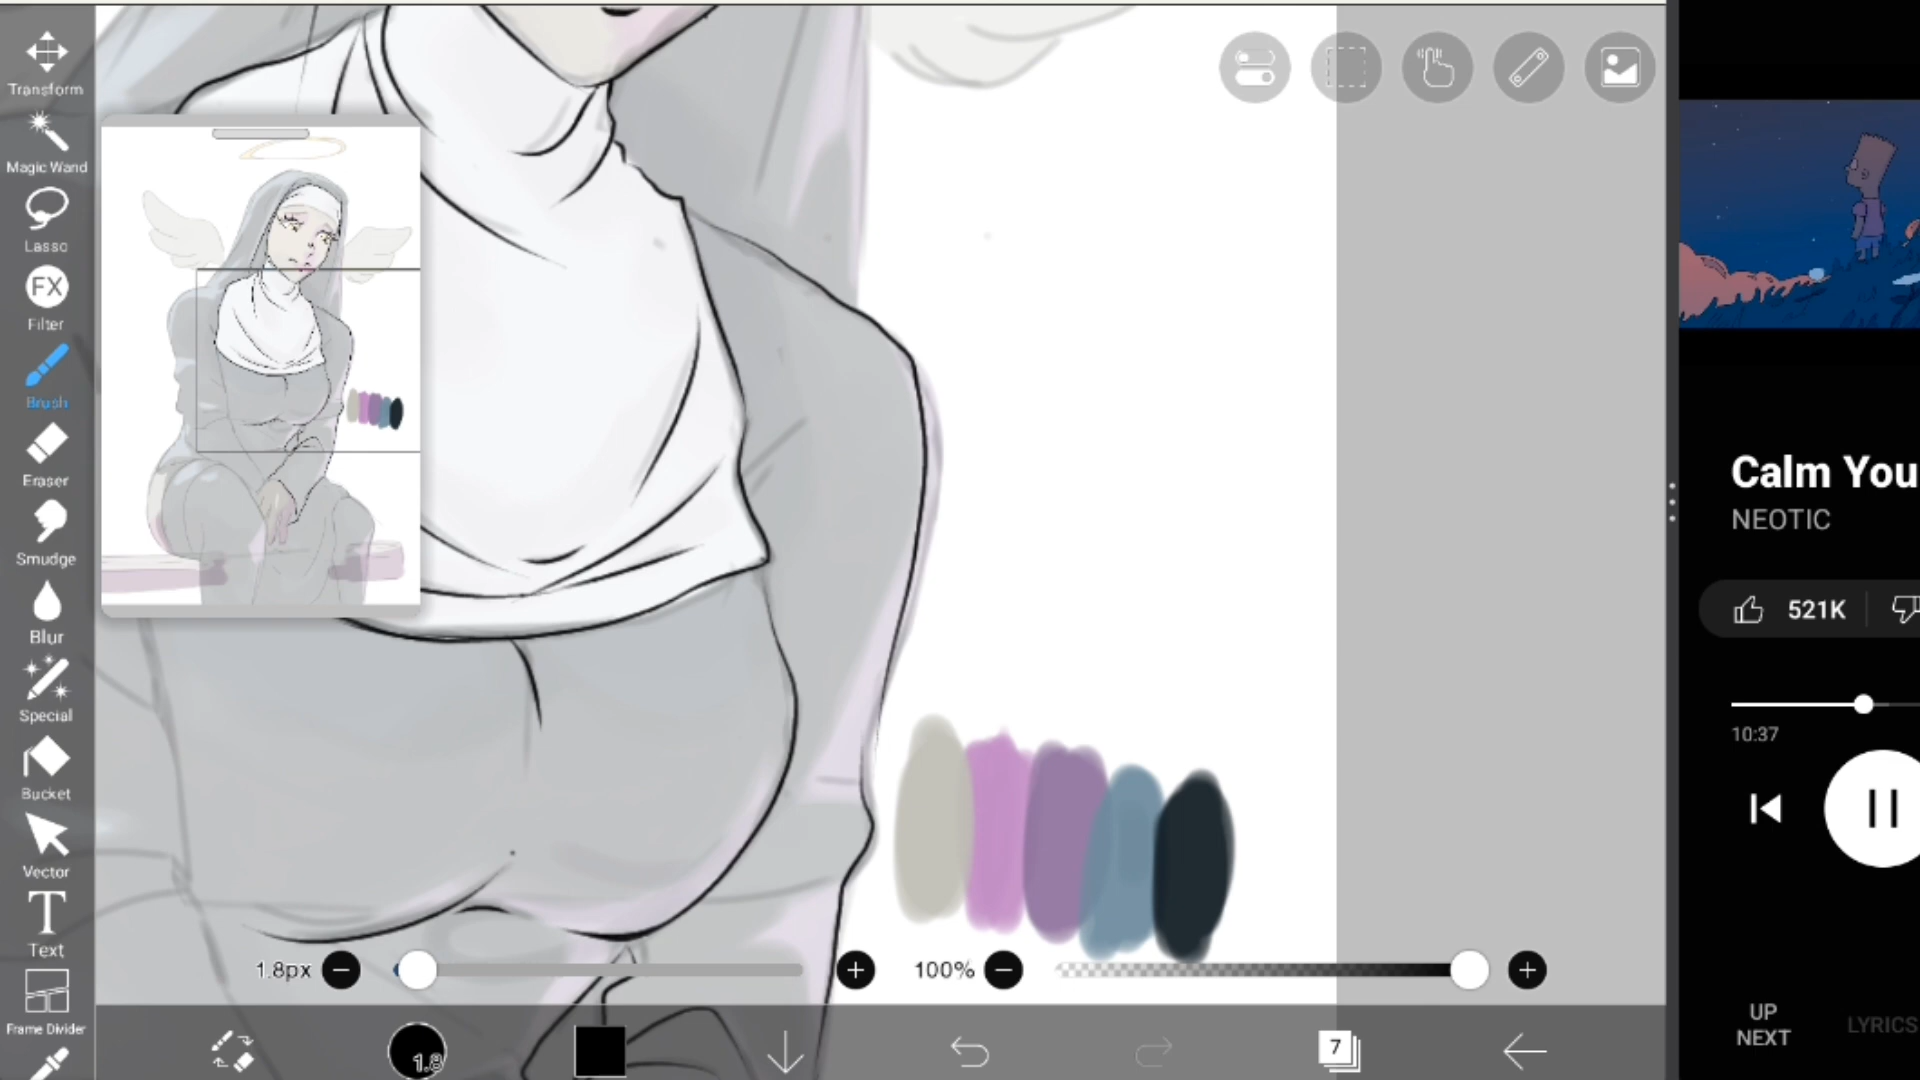 Transform
Magic Wand
Lasso
FX
Filter
Brush
Eraser
Smudge
Blur
Special
Bucket
Vector
T
Text
Frame Divider
1.8px
100%
1.8
7
Calm You
NEOTIC
521K
10:37
UP
NEXT
LYRICS